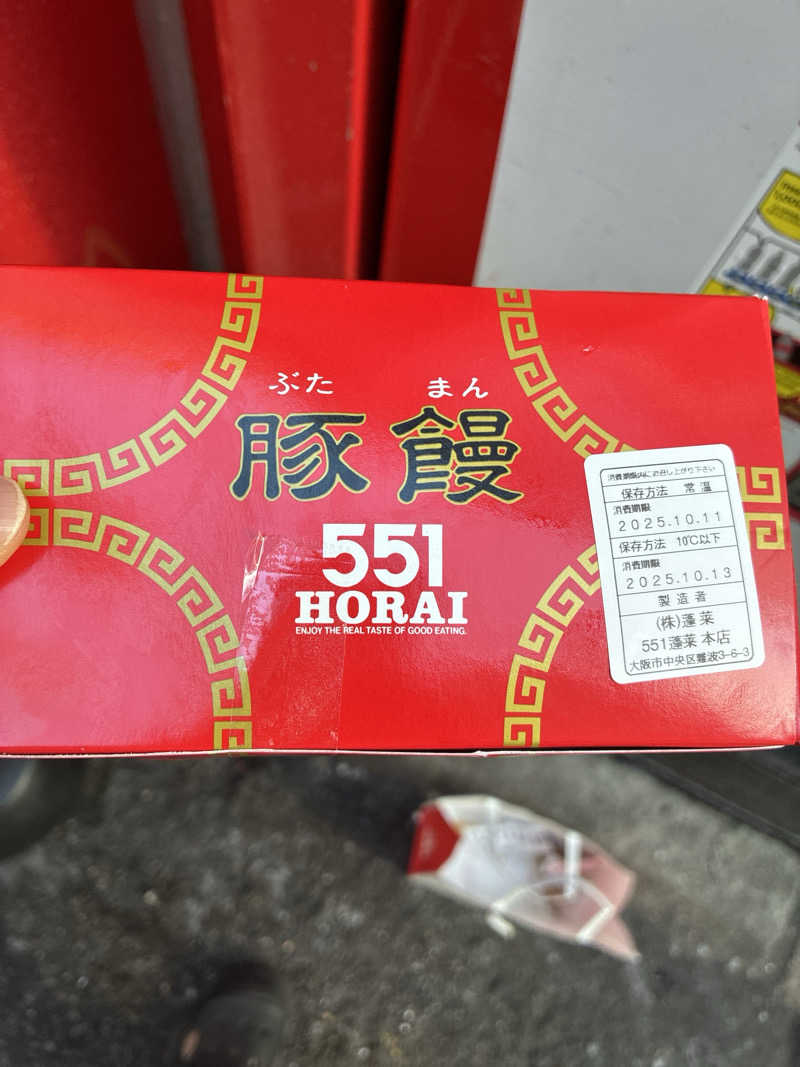 ぶた まん
豚饅
551
HORAI
ENJOY THE REAL TASTE OF GOOD EATING.
消費期限内にお召し上がり下さい
保存方法 常温
消費期限
2025.10.11
保存方法 10℃以下
消費期限
2025.10.13
製造者
(株)蓬莱
551蓬莱 本店
大阪市中央区難波3-6-3